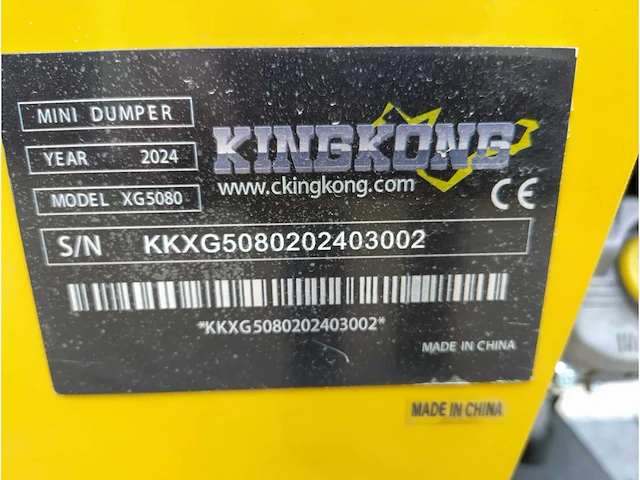 MINI DUMPER
YEAR 2024
MODEL XG5080
KINGKONG
www.ckingkong.com
CE
S/N KKXG5080202403002
*KKXG5080202403002*
MADE IN CHINA
MADE IN CHINA